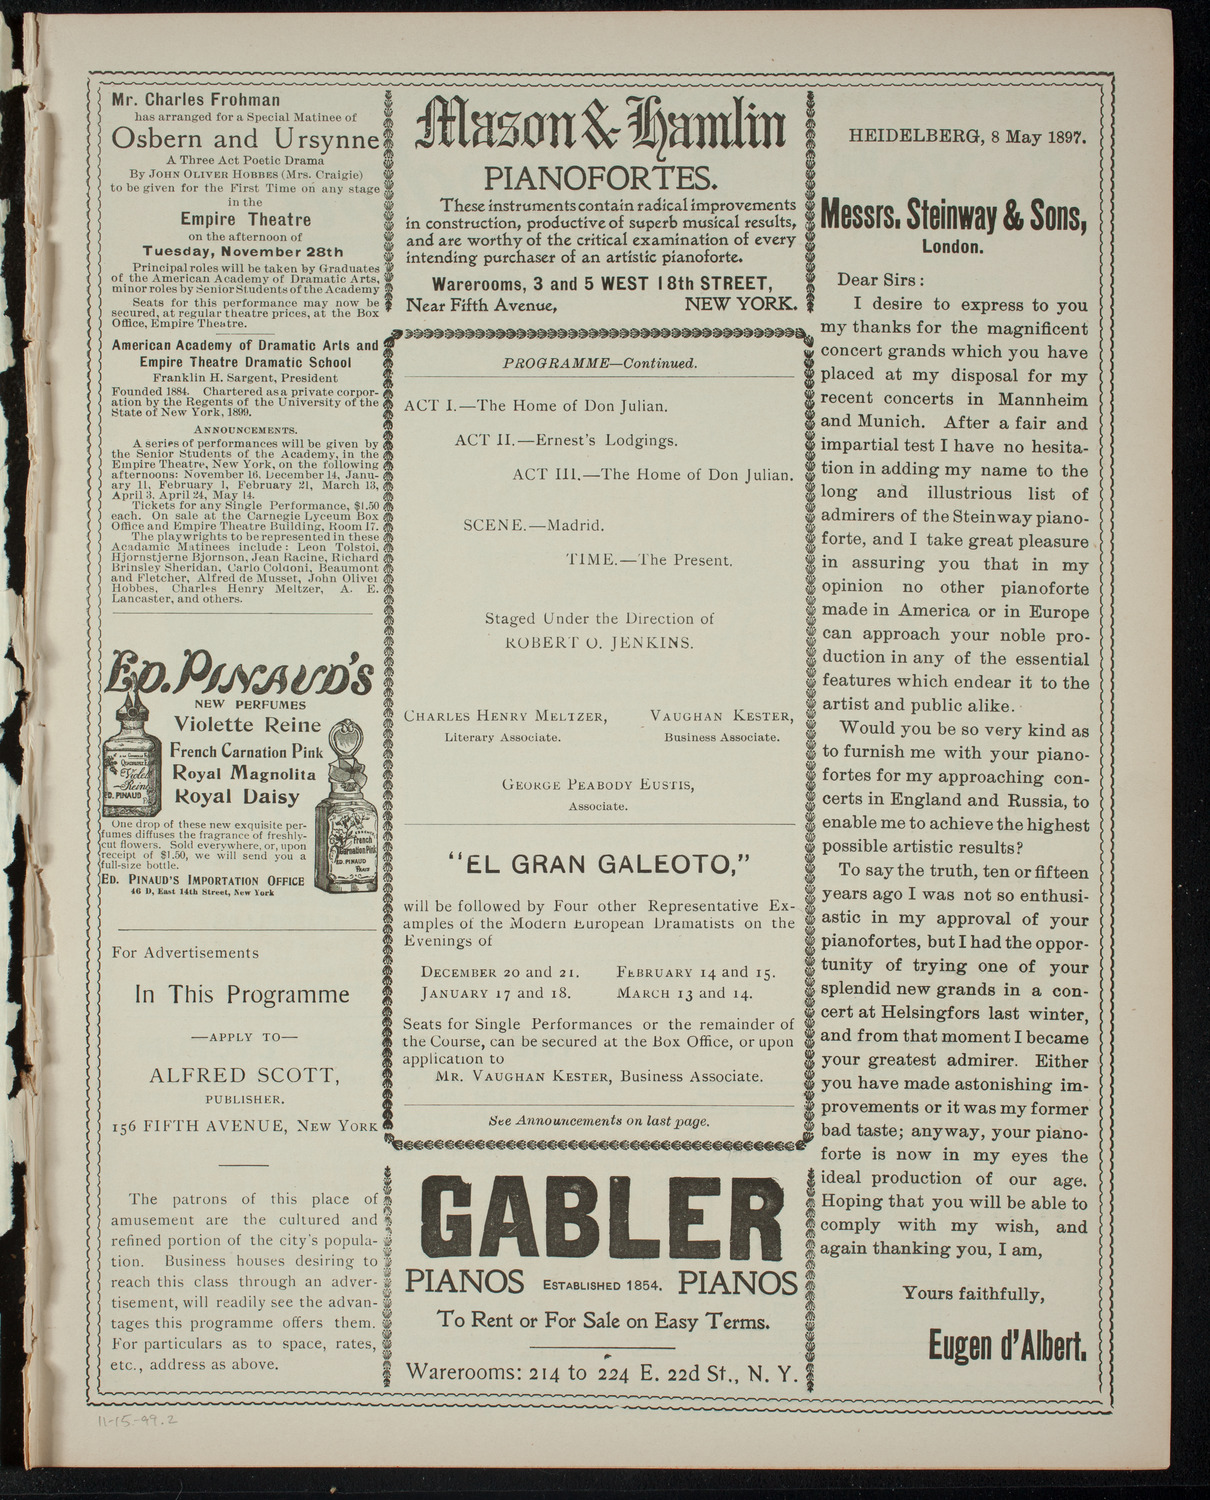 Mr. Charles Frohman
has arranged for a Special Matinee of
Osbern and Ursynne
A Three Act Poetic Drama
By JOHN OLIVER HOBBES (Mrs. Craigie)
to be given for the First Time on any stage
in the
Empire Theatre
on the afternoon of
Tuesday, November 28th
Principal roles will be taken by Graduates
of the American Academy of Dramatic Arts,
minor roles by Senior Students of the Academy
Seats for this performance may now be
secured, at regular theatre prices, at the Box
Office, Empire Theatre.
American Academy of Dramatic Arts and
Empire Theatre Dramatic School
Franklin H. Sargent, President
Founded 1884. Chartered as a private corpor-
ation by the Regents of the University of the
State of New York, 1899.
ANNOUNCEMENTS.
A series of performances will be given by
the Senior Students of the Academy, in the
Empire Theatre, New York, on the following
afternoons: November 16, December 14, Janu-
ary 11, February 1, February 21, March 13,
April 3, April 24, May 14.
Tickets for any Single Performance, $1.50
each. On sale at the Carnegie Lyceum Box
Office and Empire Theatre Building, Room 17.
The playwrights to be represented in these
Acadamic Matinees include: Leon Tolstoi,
Bjornstjerne Bjornson, Jean Racine, Richard
Brinsley Sheridan, Carlo Coldoni, Beaumont
and Fletcher, Alfred de Musset, John Oliver
Hobbes, Charles Henry Meltzer, A. E.
Lancaster, and others.
ED. PINAUD'S
NEW PERFUMES
Violette Reine
French Carnation Pink
Royal Magnolita
Royal Daisy
One drop of these new exquisite per-
fumes diffuses the fragrance of freshly-
cut flowers. Sold everywhere, or, upon
receipt of $1.50, we will send you a
full-size bottle.
ED. PINAUD'S IMPORTATION OFFICE
46 D, East 14th Street, New York
For Advertisements
In This Programme
—APPLY TO—
ALFRED SCOTT,
PUBLISHER.
156 FIFTH AVENUE, NEW YORK
The patrons of this place of
amusement are the cultured and
refined portion of the city's popula-
tion. Business houses desiring to
reach this class through an adver-
tisement, will readily see the advan-
tages this programme offers them.
For particulars as to space, rates,
etc., address as above.
Mason & Hamlin
PIANOFORTES.
These instruments contain radical improvements
in construction, productive of superb musical results,
and are worthy of the critical examination of every
intending purchaser of an artistic pianoforte.
Warerooms, 3 and 5 WEST 18th STREET,
Near Fifth Avenue, NEW YORK.
PROGRAMME—Continued.
ACT I.—The Home of Don Julian.
ACT II.—Ernest's Lodgings.
ACT III.—The Home of Don Julian.
SCENE.—Madrid.
TIME.—The Present.
Staged Under the Direction of
ROBERT O. JENKINS.
CHARLES HENRY MELTZER, VAUGHAN KESTER,
Literary Associate. Business Associate.
GEORGE PEABODY EUSTIS,
Associate.
"EL GRAN GALEOTO,"
will be followed by Four other Representative Ex-
amples of the Modern European Dramatists on the
Evenings of
DECEMBER 20 and 21. FEBRUARY 14 and 15.
JANUARY 17 and 18. MARCH 13 and 14.
Seats for Single Performances or the remainder of
the Course, can be secured at the Box Office, or upon
application to
MR. VAUGHAN KESTER, Business Associate.
See Announcements on last page.
GABLER
PIANOS ESTABLISHED 1854. PIANOS
To Rent or For Sale on Easy Terms.
Warerooms: 214 to 224 E. 22d St., N. Y.
HEIDELBERG, 8 May 1897.
Messrs. Steinway & Sons,
London.
Dear Sirs:
I desire to express to you
my thanks for the magnificent
concert grands which you have
placed at my disposal for my
recent concerts in Mannheim
and Munich. After a fair and
impartial test I have no hesita-
tion in adding my name to the
long and illustrious list of
admirers of the Steinway piano-
forte, and I take great pleasure
in assuring you that in my
opinion no other pianoforte
made in America or in Europe
can approach your noble pro-
duction in any of the essential
features which endear it to the
artist and public alike.
Would you be so very kind as
to furnish me with your piano-
fortes for my approaching con-
certs in England and Russia, to
enable me to achieve the highest
possible artistic results?
To say the truth, ten or fifteen
years ago I was not so enthusi-
astic in my approval of your
pianofortes, but I had the oppor-
tunity of trying one of your
splendid new grands in a con-
cert at Helsingfors last winter,
and from that moment I became
your greatest admirer. Either
you have made astonishing im-
provements or it was my former
bad taste; anyway, your piano-
forte is now in my eyes the
ideal production of our age.
Hoping that you will be able to
comply with my wish, and
again thanking you, I am,
Yours faithfully,
Eugen d'Albert.
11-15-99.2